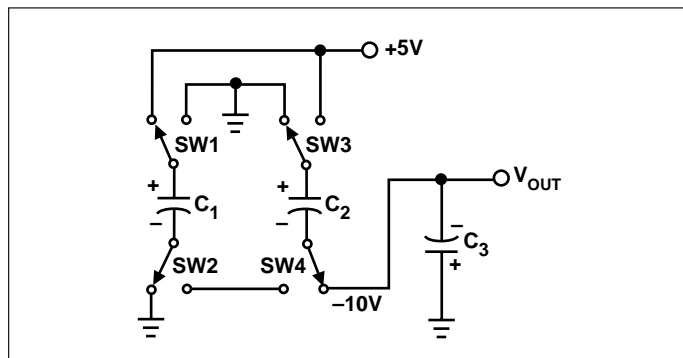 +5V
SW1
SW3
+
C1
−
+
C2
−
VOUT
−
C3
+
SW2
SW4
−10V